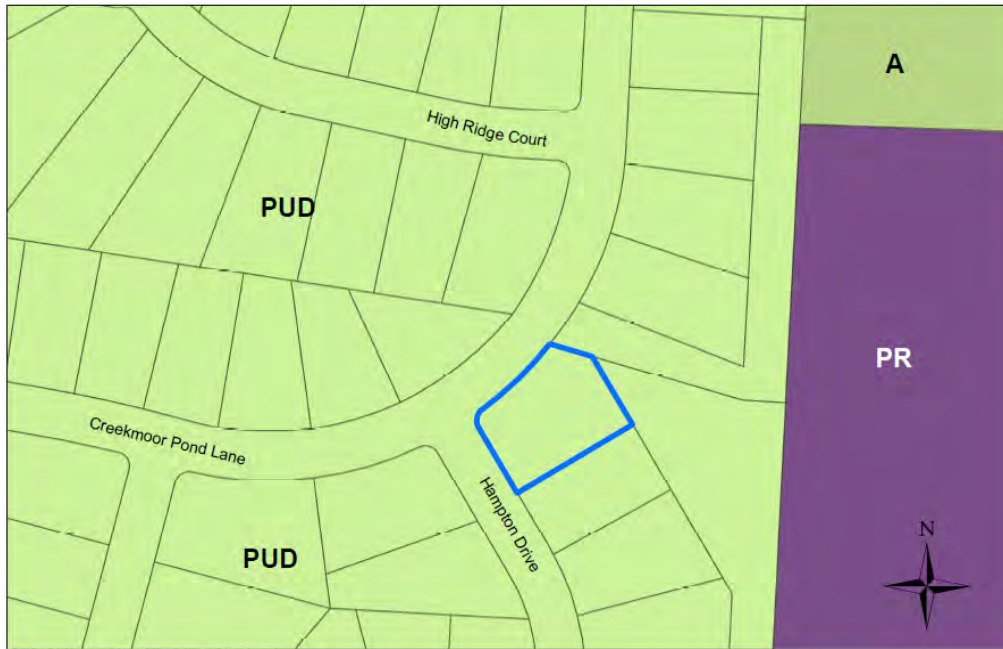 A
High Ridge Court
PUD
PR
Creekmoor Pond Lane
Hampton Drive
PUD
N